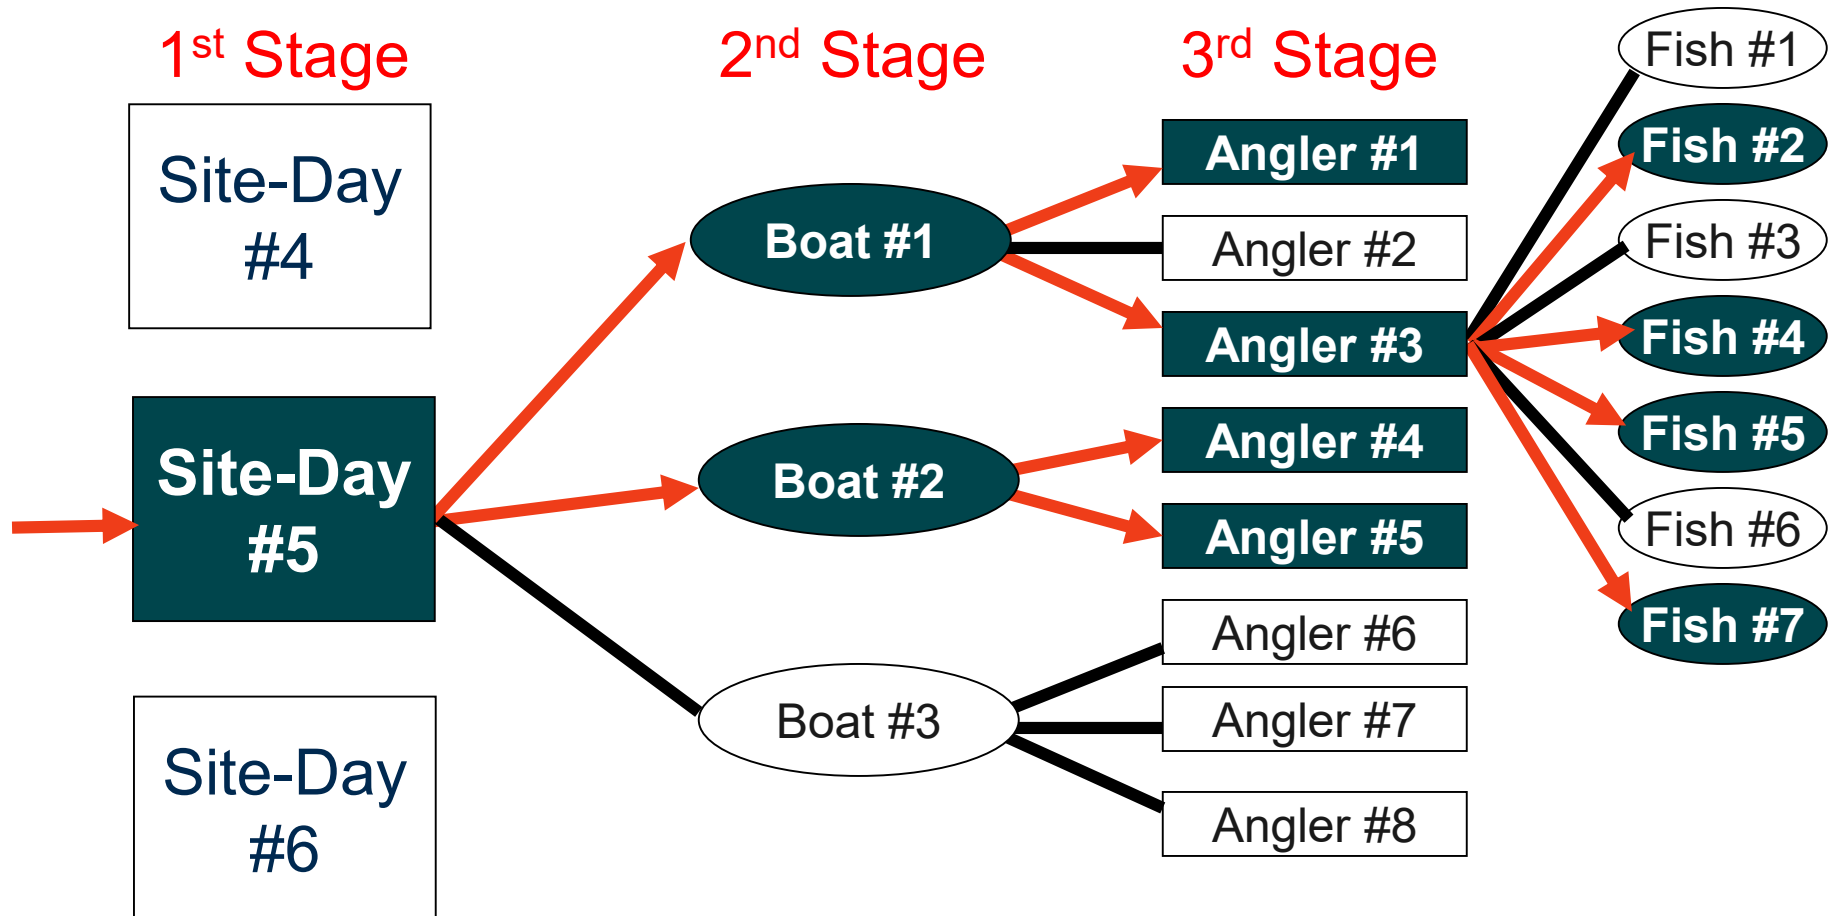 1st Stage
Site-Day
#4
Site-Day
#5
Site-Day
#6
2nd Stage
Boat #1
Boat #2
Boat #3
3rd Stage
Angler #1
Angler #2
Angler #3
Angler #4
Angler #5
Angler #6
Angler #7
Angler #8
Fish #1
Fish #2
Fish #3
Fish #4
Fish #5
Fish #6
Fish #7